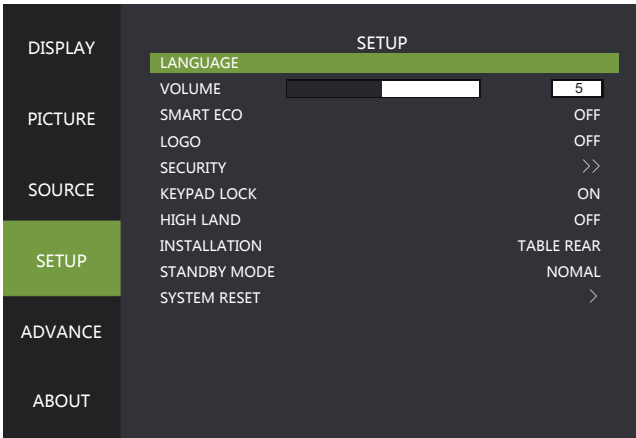 DISPLAY
PICTURE
SOURCE
SETUP
ADVANCE
ABOUT
SETUP
LANGUAGE
VOLUME 5
SMART ECO OFF
LOGO OFF
SECURITY >>
KEYPAD LOCK ON
HIGH LAND OFF
INSTALLATION TABLE REAR
STANDBY MODE NOMAL
SYSTEM RESET >